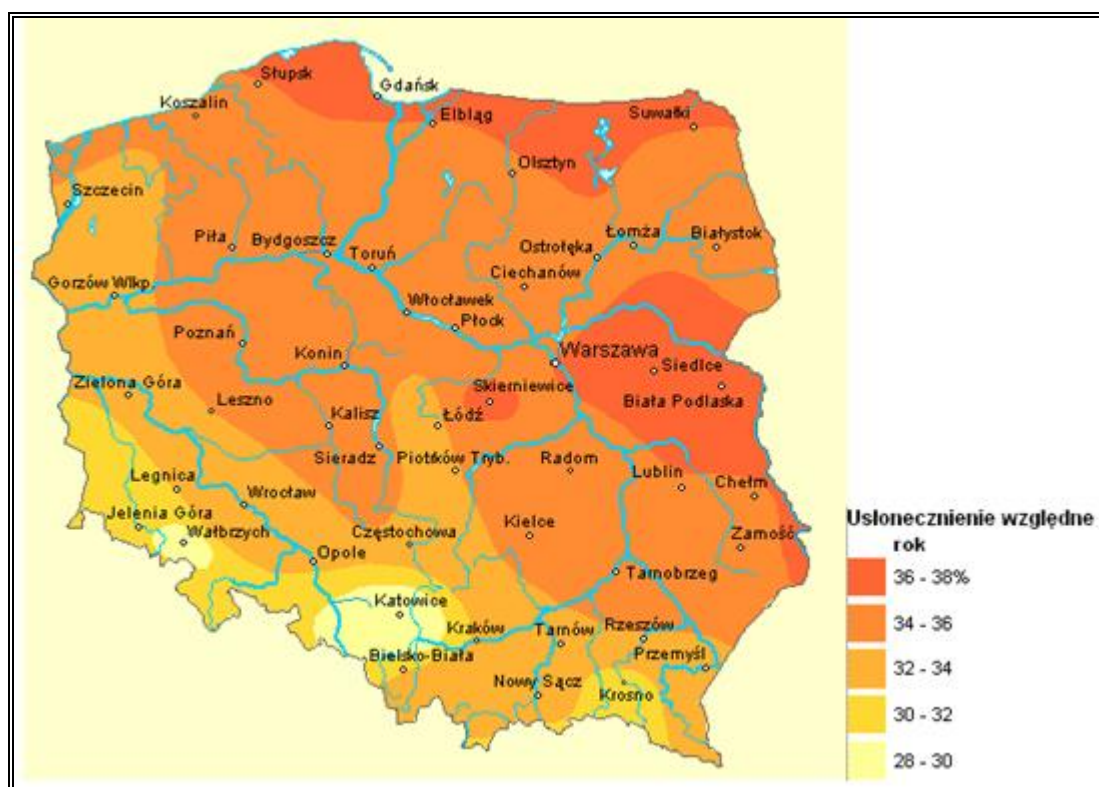 Słupsk
Gdańsk
Koszalin
Elbląg
Suwałki
Olsztyn
Szczecin
Piła
Bydgoszcz
Toruń
Ostrołęka
Łomża
Białystok
Ciechanów
Gorzów Wlkp.
Włocławek
Płock
Poznań
Konin
Warszawa
Siedlce
Zielona Góra
Leszno
Skierniewice
Biała Podlaska
Kalisz
Łódź
Sieradz
Piotrków Tryb.
Radom
Lublin
Chełm
Legnica
Wrocław
Jelenia Góra
Wałbrzych
Częstochowa
Kielce
Zamość
Opole
Tarnobrzeg
Katowice
Kraków
Tarnów
Rzeszów
Bielsko-Biała
Przemyśl
Nowy Sącz
Krosno
Usłonecznienie względne
rok
36 - 38%
34 - 36
32 - 34
30 - 32
28 - 30